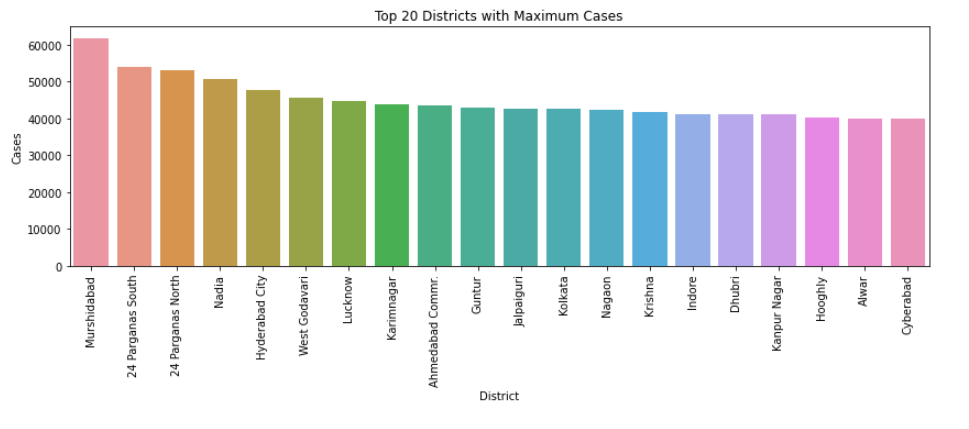 Top 20 Districts with Maximum Cases
60000
50000
40000
30000
20000
10000
0
Cases
Murshidabad
24 Parganas South
24 Parganas North
Nadia
Hyderabad City
West Godavari
Lucknow
Karimnagar
Ahmedabad Commr.
Guntur
Jalpaiguri
Kolkata
Nagaon
Krishna
Indore
Dhubri
Kanpur Nagar
Hooghly
Alwar
Cyberabad
District